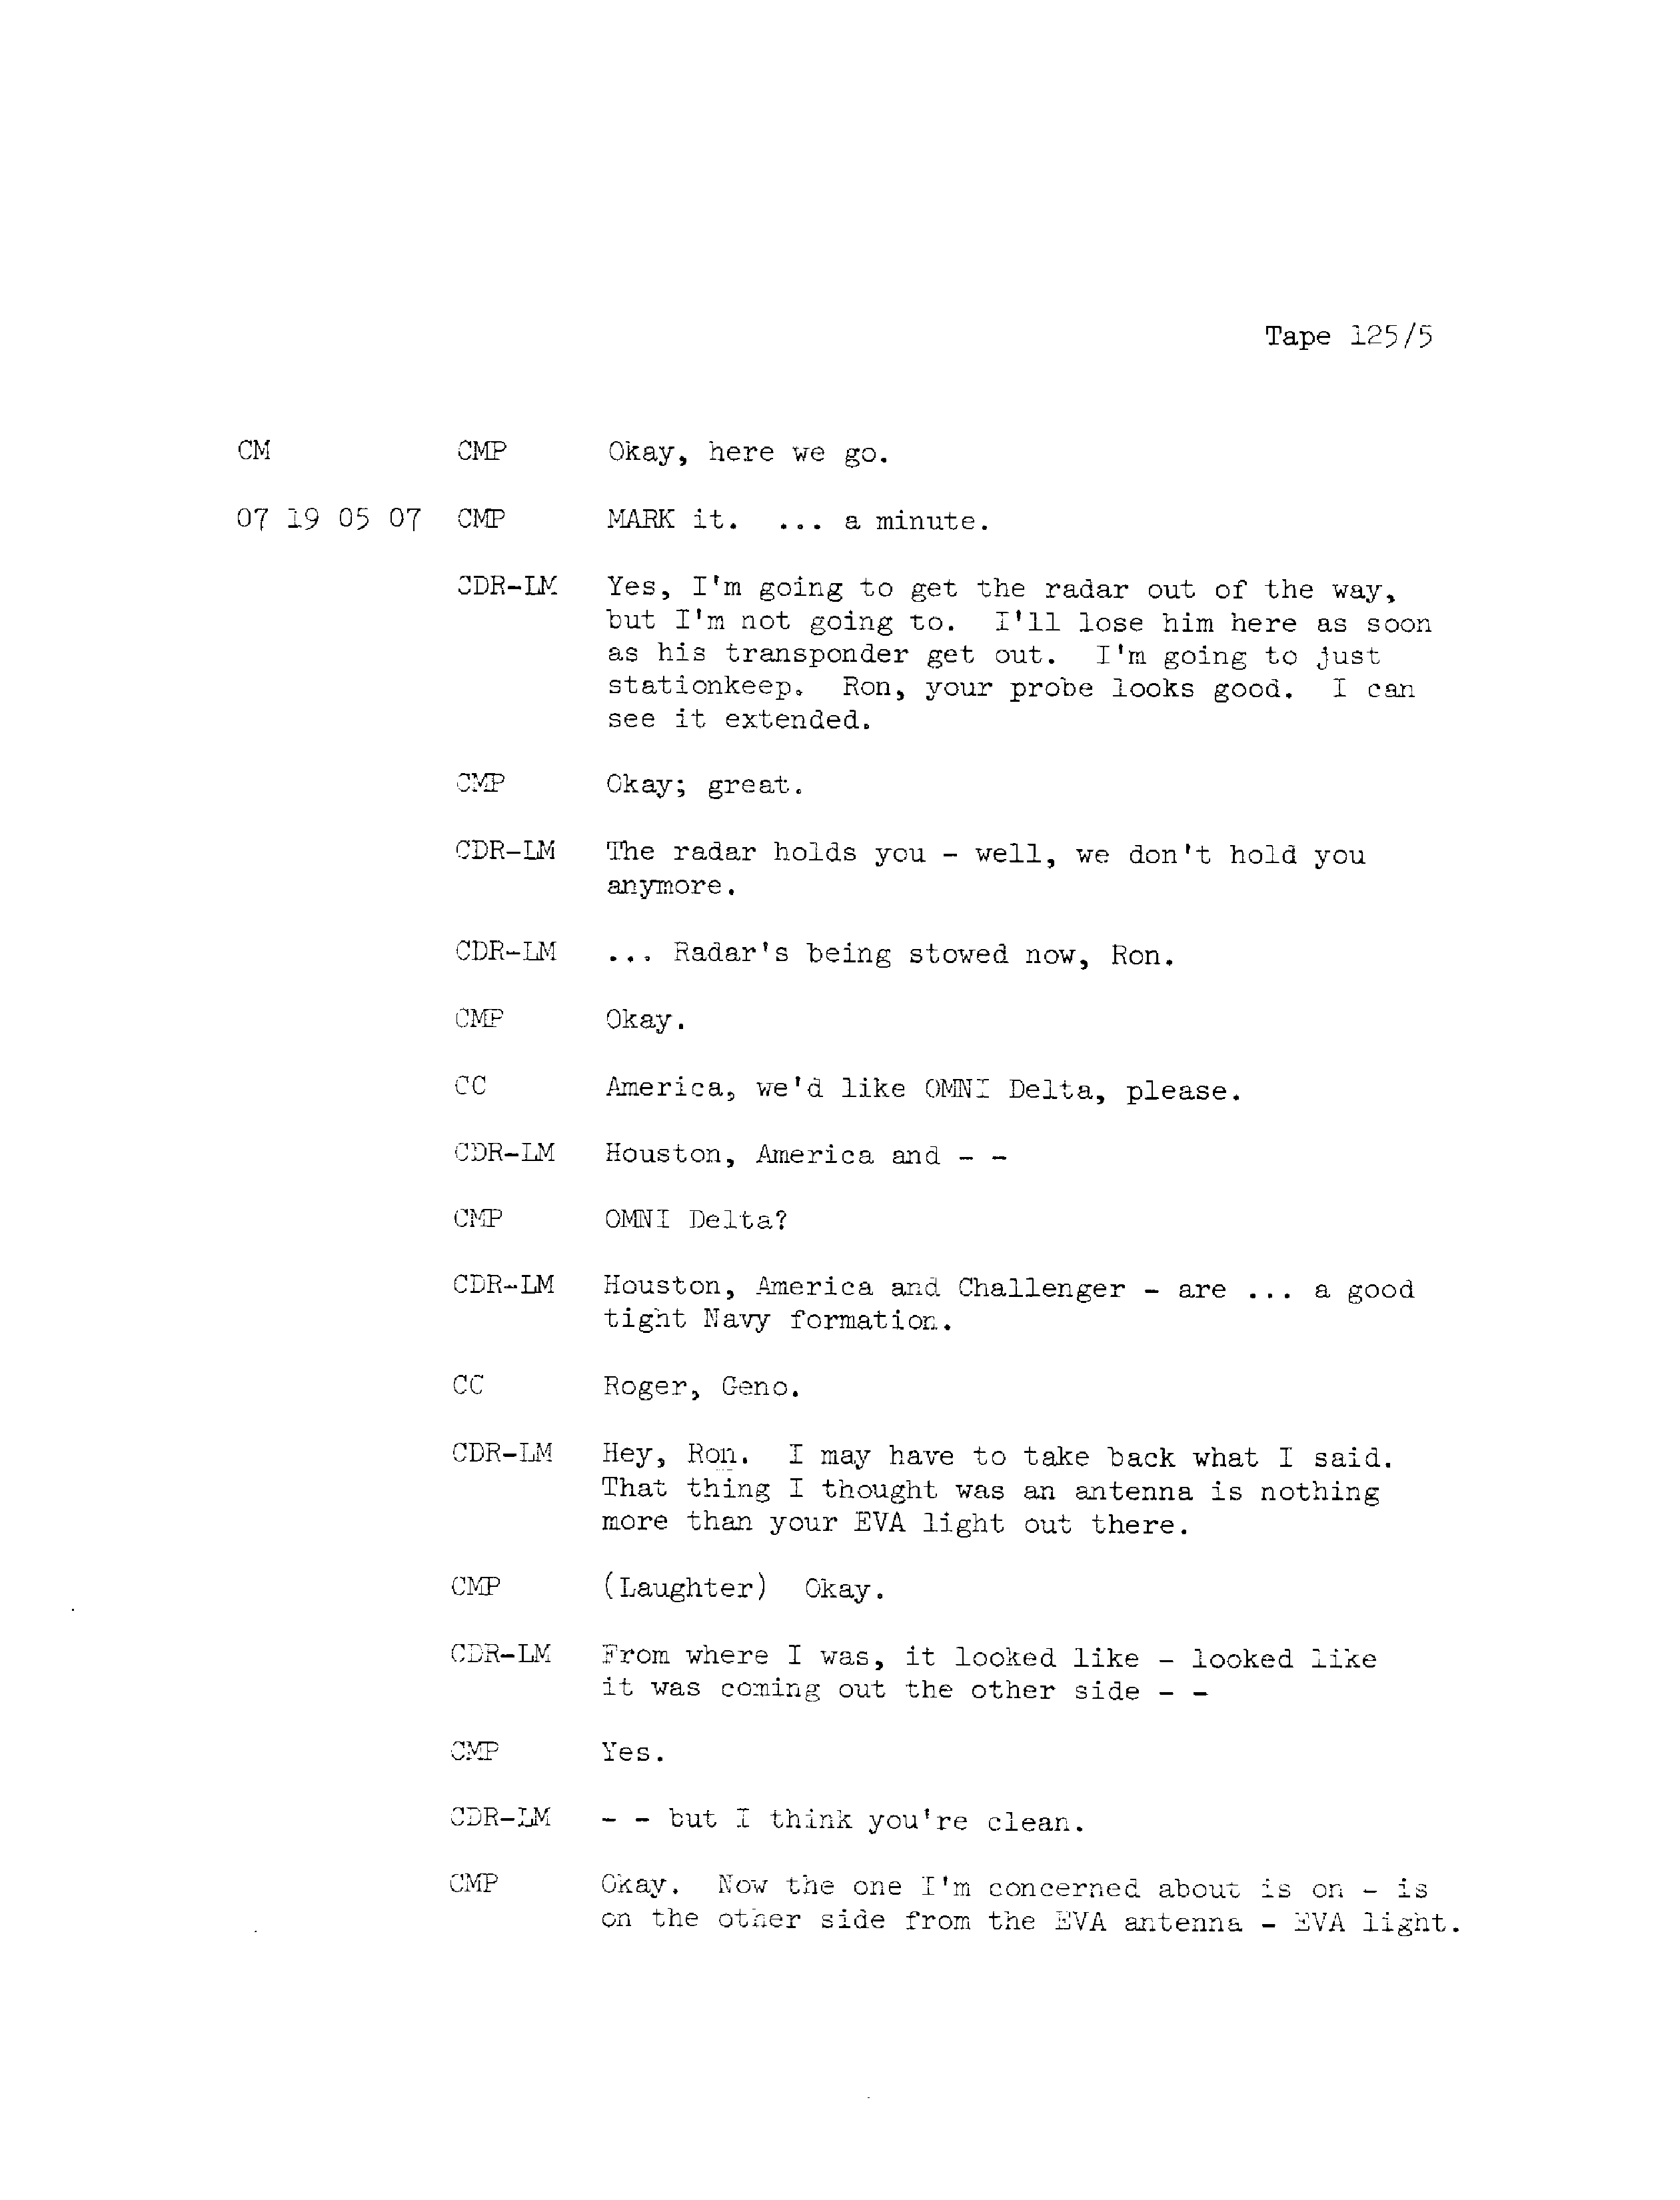 Tape 125/5
CM CMP Okay, here we go.
07 19 05 07 CMP MARK it. ... a minute.
CDR-LM Yes, I'm going to get the radar out of the way,
but I'm not going to. I'll lose him here as soon
as his transponder get out. I'm going to just
stationkeep. Ron, your probe looks good. I can
see it extended.
CMP Okay; great.
CDR-LM The radar holds you - well, we don't hold you
anymore.
CDR-LM ... Radar's being stowed now, Ron.
CMP Okay.
CC America, we'd like OMNI Delta, please.
CDR-LM Houston, America and - -
CMP OMNI Delta?
CDR-LM Houston, America and Challenger - are ... a good
tight Navy formation.
CC Roger, Geno.
CDR-LM Hey, Ron. I may have to take back what I said.
That thing I thought was an antenna is nothing
more than your EVA light out there.
CMP (Laughter) Okay.
CDR-LM From where I was, it looked like - looked like
it was coming out the other side - -
CMP Yes.
CDR-LM - - but I think you're clean.
CMP Okay. Now the one I'm concerned about is on - is
on the other side from the EVA antenna - EVA light.